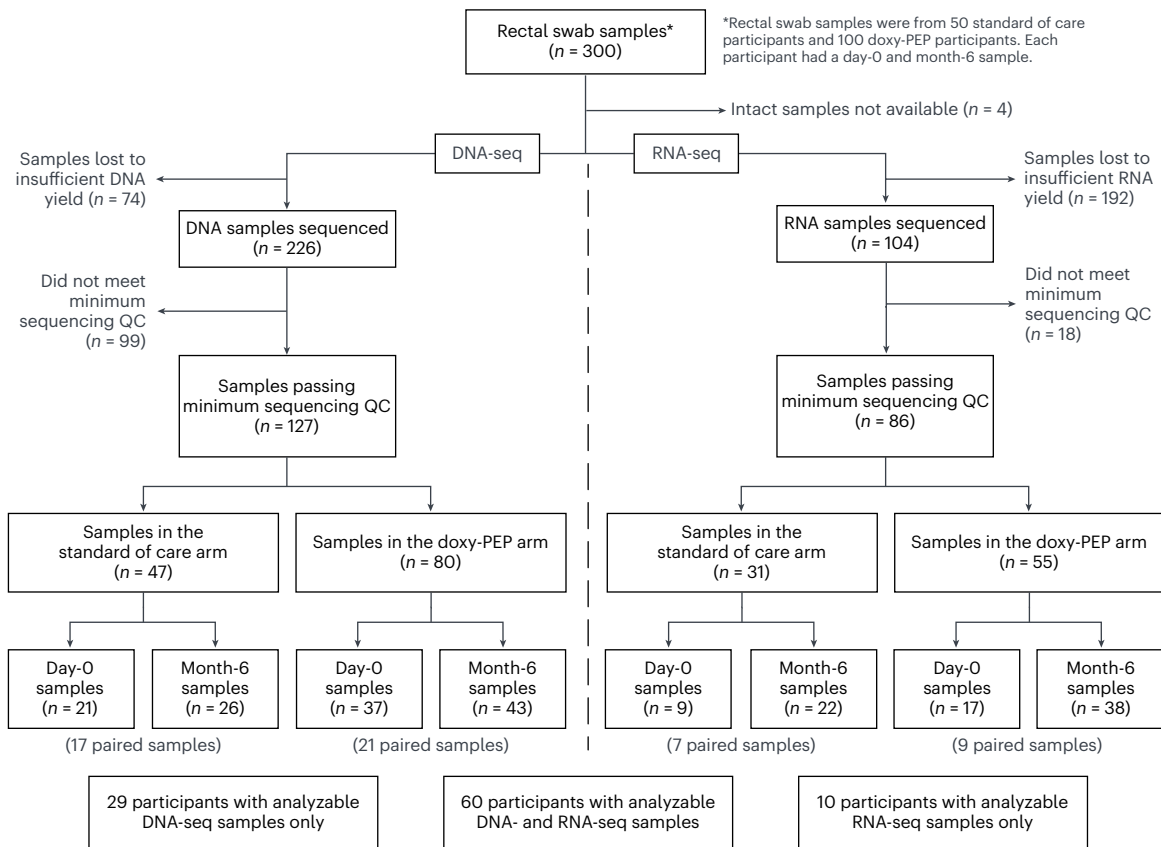 Rectal swab samples*
(n = 300)
*Rectal swab samples were from 50 standard of care
participants and 100 doxy-PEP participants. Each
participant had a day-0 and month-6 sample.
Intact samples not available (n = 4)
DNA-seq
RNA-seq
Samples lost to
insufficient DNA
yield (n = 74)
Samples lost to
insufficient RNA
yield (n = 192)
DNA samples sequenced
(n = 226)
RNA samples sequenced
(n = 104)
Did not meet
minimum
sequencing QC
(n = 99)
Did not meet
minimum
sequencing QC
(n = 18)
Samples passing
minimum sequencing QC
(n = 127)
Samples passing
minimum sequencing QC
(n = 86)
Samples in the
standard of care arm
(n = 47)
Samples in the doxy-PEP arm
(n = 80)
Samples in the
standard of care arm
(n = 31)
Samples in the doxy-PEP arm
(n = 55)
Day-0
samples
(n = 21)
Month-6
samples
(n = 26)
Day-0
samples
(n = 37)
Month-6
samples
(n = 43)
Day-0
samples
(n = 9)
Month-6
samples
(n = 22)
Day-0
samples
(n = 17)
Month-6
samples
(n = 38)
(17 paired samples)
(21 paired samples)
(7 paired samples)
(9 paired samples)
29 participants with analyzable
DNA-seq samples only
60 participants with analyzable
DNA- and RNA-seq samples
10 participants with analyzable
RNA-seq samples only